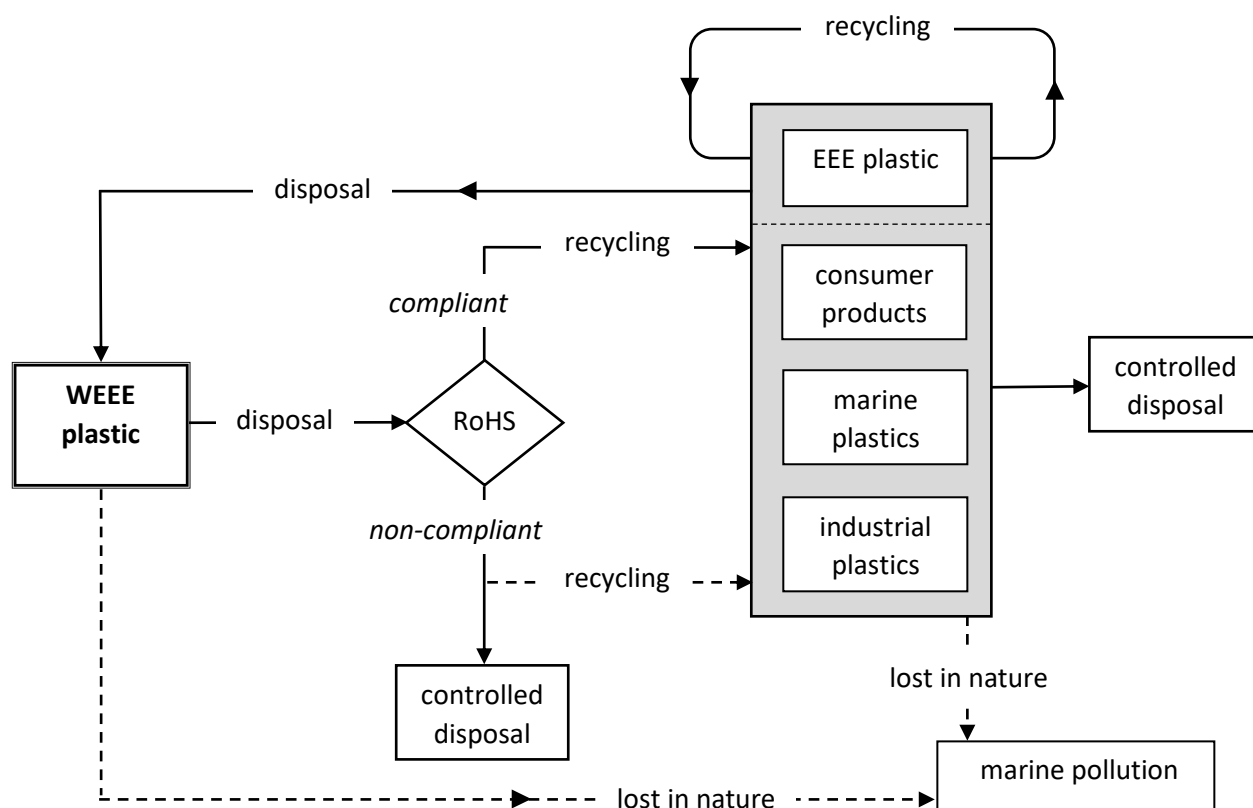 recycling
EEE plastic
disposal
recycling
consumer
products
compliant
controlled
disposal
WEEE
plastic
disposal
RoHS
marine
plastics
non-compliant
industrial
plastics
recycling
controlled
disposal
lost in nature
marine pollution
lost in nature